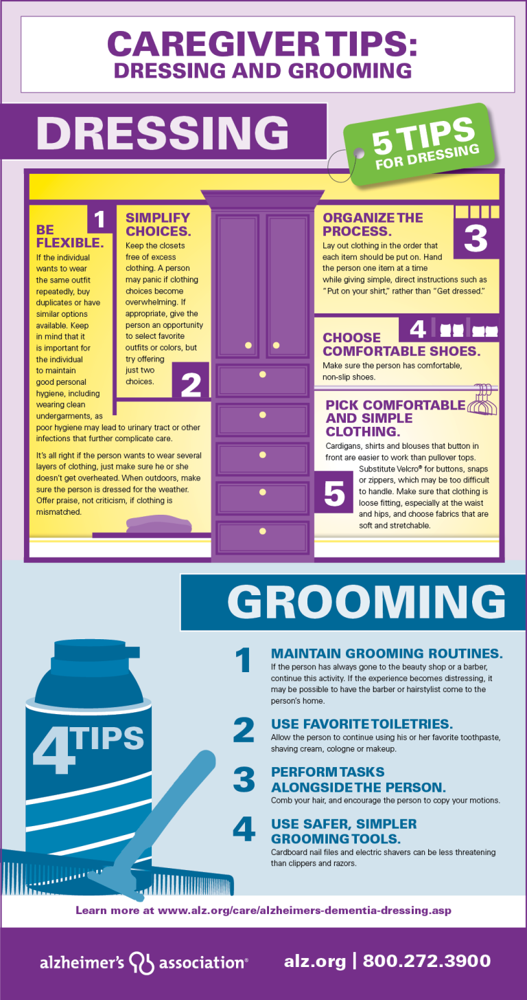 CAREGIVER TIPS:
DRESSING AND GROOMING
DRESSING
5 TIPS
FOR DRESSING
1
BE
FLEXIBLE.
If the individual
wants to wear
the same outfit
repeatedly, buy
duplicates or have
similar options
available. Keep
in mind that it
is important for
the individual
to maintain
good personal
hygiene, including
wearing clean
undergarments, as
poor hygiene may lead to urinary tract or other
infections that further complicate care.
It's all right if the person wants to wear several
layers of clothing, just make sure he or she
doesn't get overheated. When outdoors, make
sure the person is dressed for the weather.
Offer praise, not criticism, if clothing is
mismatched.
SIMPLIFY
CHOICES.
Keep the closets
free of excess
clothing. A person
may panic if clothing
choices become
overwhelming. If
appropriate, give the
person an opportunity
to select favorite
outfits or colors, but
try offering
just two
choices.
2
ORGANIZE THE
PROCESS.
3
Lay out clothing in the order that
each item should be put on. Hand
the person one item at a time
while giving simple, direct instructions such as
“Put on your shirt,” rather than “Get dressed.”
4
CHOOSE
COMFORTABLE SHOES.
Make sure the person has comfortable,
non-slip shoes.
PICK COMFORTABLE
AND SIMPLE
CLOTHING.
Cardigans, shirts and blouses that button in
front are easier to work than pullover tops.
Substitute Velcro® for buttons, snaps
or zippers, which may be too difficult
to handle. Make sure that clothing is
loose fitting, especially at the waist
and hips, and choose fabrics that are
soft and stretchable.
5
GROOMING
4 TIPS
1 MAINTAIN GROOMING ROUTINES.
If the person has always gone to the beauty shop or a barber,
continue this activity. If the experience becomes distressing, it
may be possible to have the barber or hairstylist come to the
person's home.
2 USE FAVORITE TOILETRIES.
Allow the person to continue using his or her favorite toothpaste,
shaving cream, cologne or makeup.
3 PERFORM TASKS
ALONGSIDE THE PERSON.
Comb your hair, and encourage the person to copy your motions.
4 USE SAFER, SIMPLER
GROOMING TOOLS.
Cardboard nail files and electric shavers can be less threatening
than clippers and razors.
Learn more at www.alz.org/care/alzheimers-dementia-dressing.asp
alzheimer's association®
alz.org | 800.272.3900